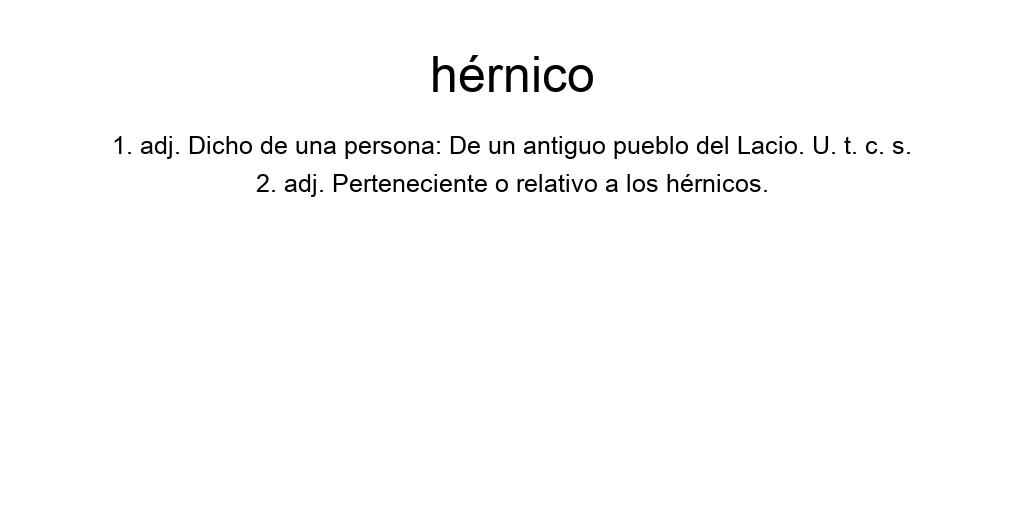 hérnico
1. adj. Dicho de una persona: De un antiguo pueblo del Lacio. U. t. c. s.
2. adj. Perteneciente o relativo a los hérnicos.